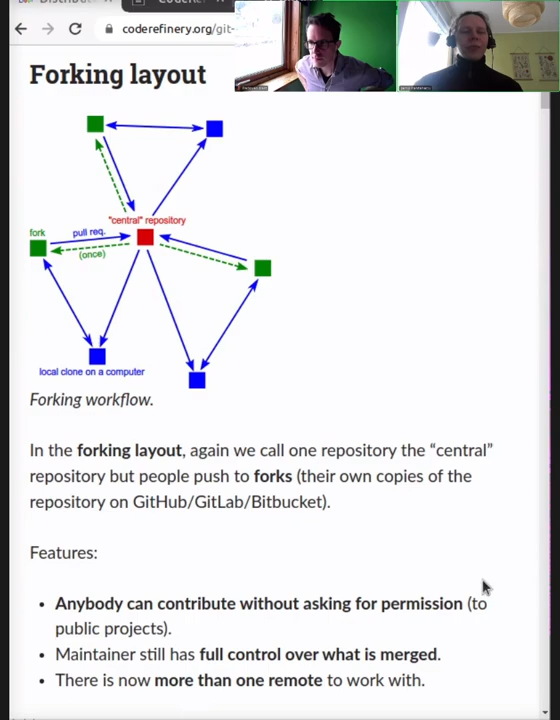 coderefinery.org/git-
Forking layout
"central" repository
fork
pull req.
(once)
local clone on a computer
Forking workflow.
In the forking layout, again we call one repository the “central”
repository but people push to forks (their own copies of the
repository on GitHub/GitLab/Bitbucket).
Features:
• Anybody can contribute without asking for permission (to
public projects).
• Maintainer still has full control over what is merged.
• There is now more than one remote to work with.